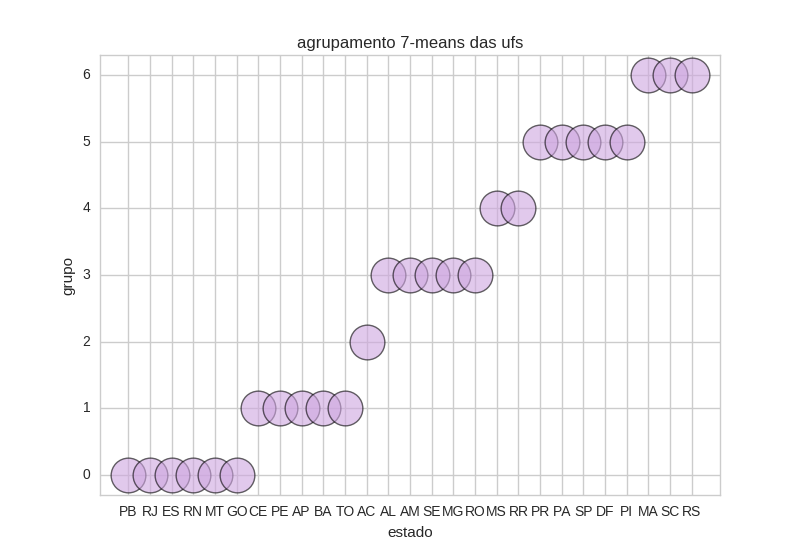 agrupamento 7-means das ufs
6
5
4
3
2
1
0
grupo
PB RJ ES RN MT GO CE PE AP BA TO AC AL AM SE MG RO MS RR PR PA SP DF PI MA SC RS
estado